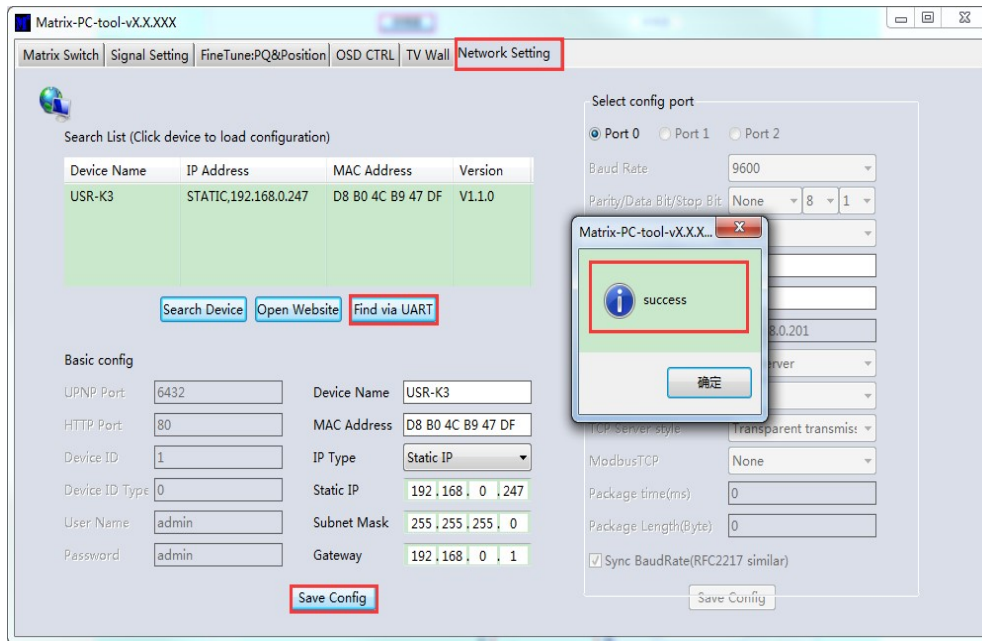 Matrix-PC-tool-vX.X.XXX
Matrix Switch Signal Setting FineTune:PQ&Position OSD CTRL TV Wall Network Setting
Search List (Click device to load configuration)
Device Name IP Address MAC Address Version
USR-K3 STATIC,192.168.0.247 D8 B0 4C B9 47 DF V1.1.0
Search Device Open Website Find via UART
Basic config
UPNP Port 6432 Device Name USR-K3
HTTP Port 80 MAC Address D8 B0 4C B9 47 DF
Device ID 1 IP Type Static IP
Device ID Type 0 Static IP 192 . 168 . 0 . 247
User Name admin Subnet Mask 255 . 255 . 255 . 0
Password admin Gateway 192 . 168 . 0 . 1
Save Config
Select config port
Port 0 Port 1 Port 2
Baud Rate 9600
Parity/Data Bit/Stop Bit None 8 1
Matrix-PC-tool-vX.X.X...
success
确定
8.0.201
erver
TCP Server style Transparent transmis:
ModbusTCP None
Package time(ms) 0
Package Length(Byte) 0
Sync BaudRate(RFC2217 similar)
Save Config